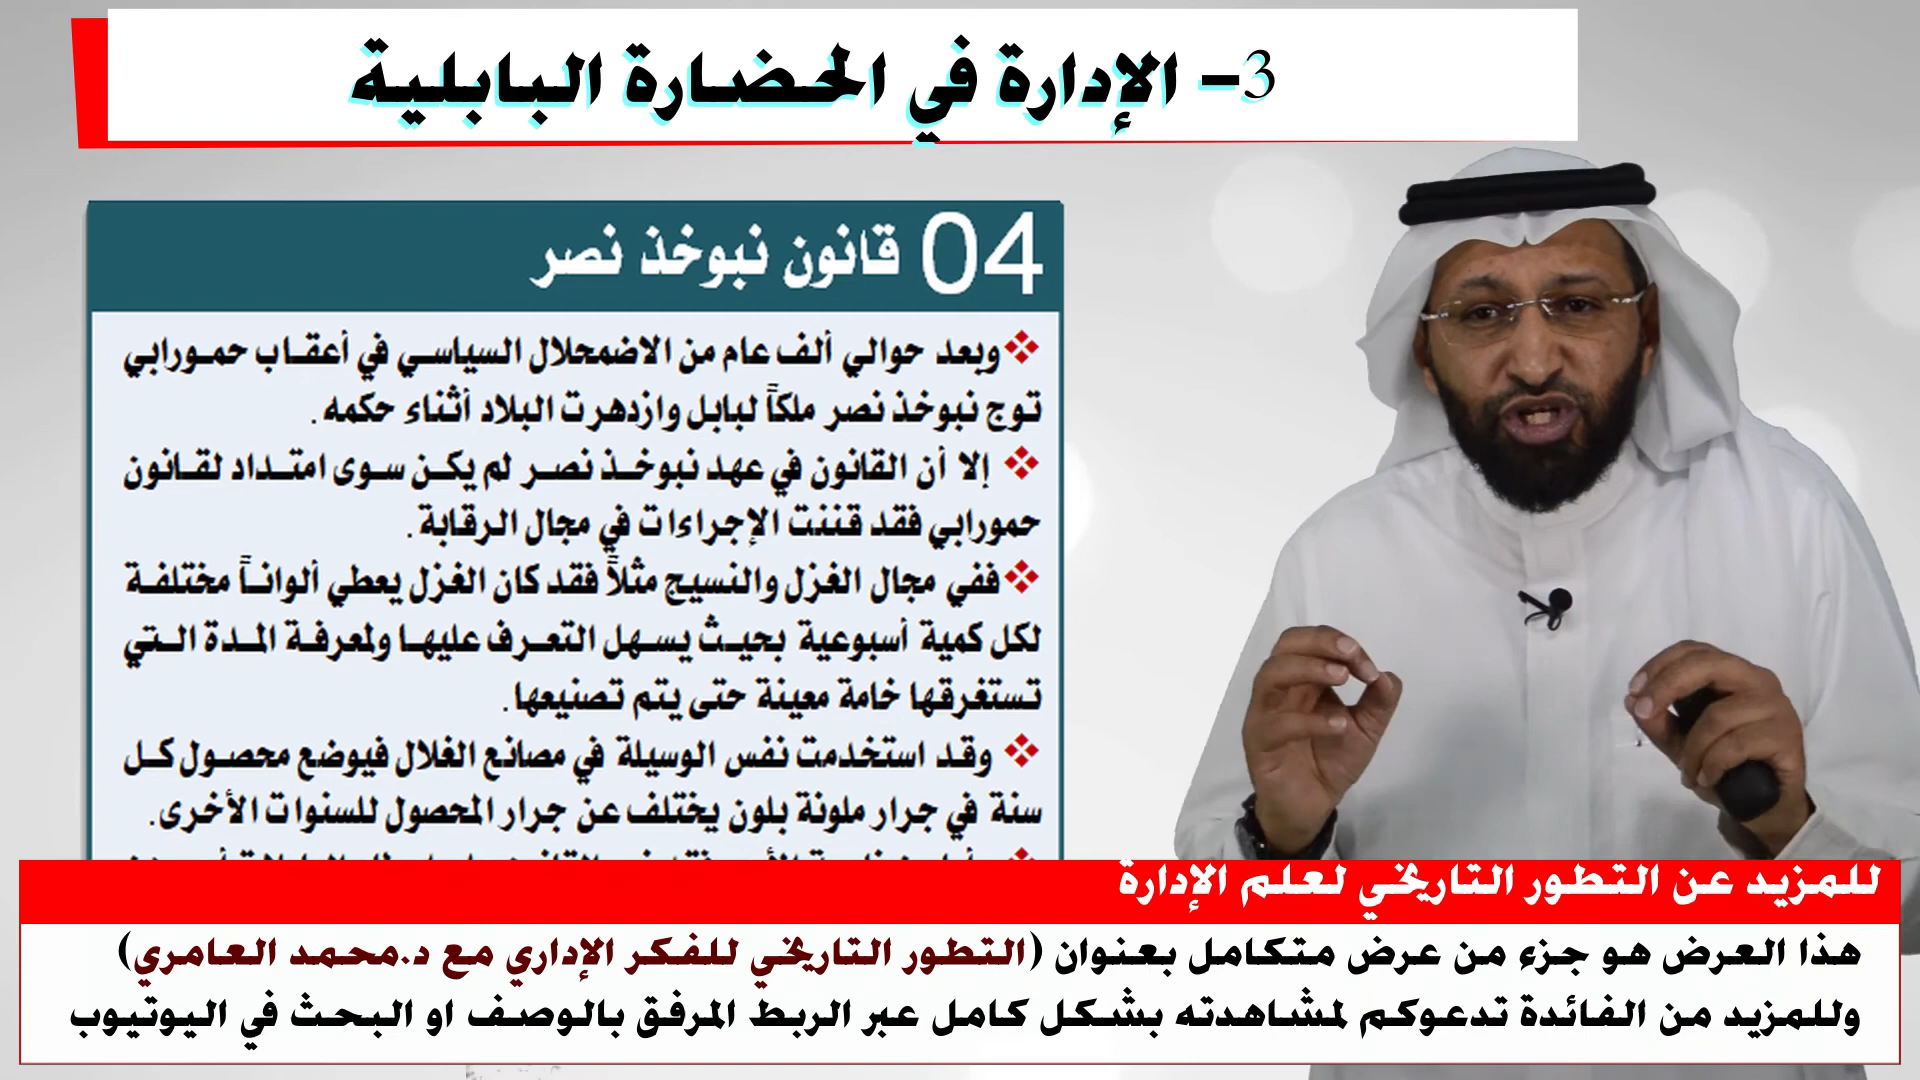 3- الإدارة في الحضارة البابلية
04 قانون نبوخذ نصر
❖وبعد حوالي ألف عام من الاضمحلال السياسي في أعقاب حمورابي
توج نبوخذ نصر ملكاً لبابل وازدهرت البلاد أثناء حكمه.
❖ إلا أن القانون في عهد نبوخذ نصر لم يكن سوى امتداد لقانون
حمورابي فقد قننت الإجراءات في مجال الرقابة.
❖ففي مجال الغزل والنسيج مثلاً فقد كان الغزل يعطي ألواناً مختلفة
لكل كمية أسبوعية بحيث يسهل التعرف عليها ولمعرفة المدة التي
تستغرقها خامة معينة حتى يتم تصنيعها.
❖ وقد استخدمت نفس الوسيلة في مصانع الغلال فيوضع محصول كل
سنة في جرار ملونة بلون يختلف عن جرار المحصول للسنوات الأخرى.
للمزيد عن التطور التاريخي لعلم الإدارة
هذا العرض هو جزء من عرض متكامل بعنوان (التطور التاريخي للفكر الإداري مع د.محمد العامري)
وللمزيد من الفائدة تدعوكم لمشاهدته بشكل كامل عبر الربط المرفق بالوصف او البحث في اليوتيوب